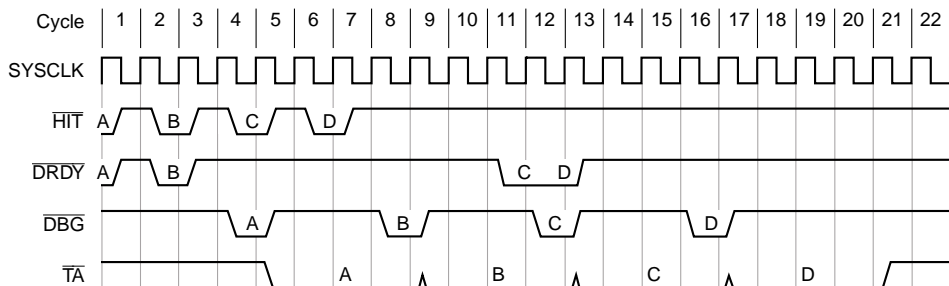 Cycle 1 2 3 4 5 6 7 8 9 10 11 12 13 14 15 16 17 18 19 20 21 22
SYSCLK
HIT A B C D
DRDY A B C D
DBG A B C D
TA A B C D